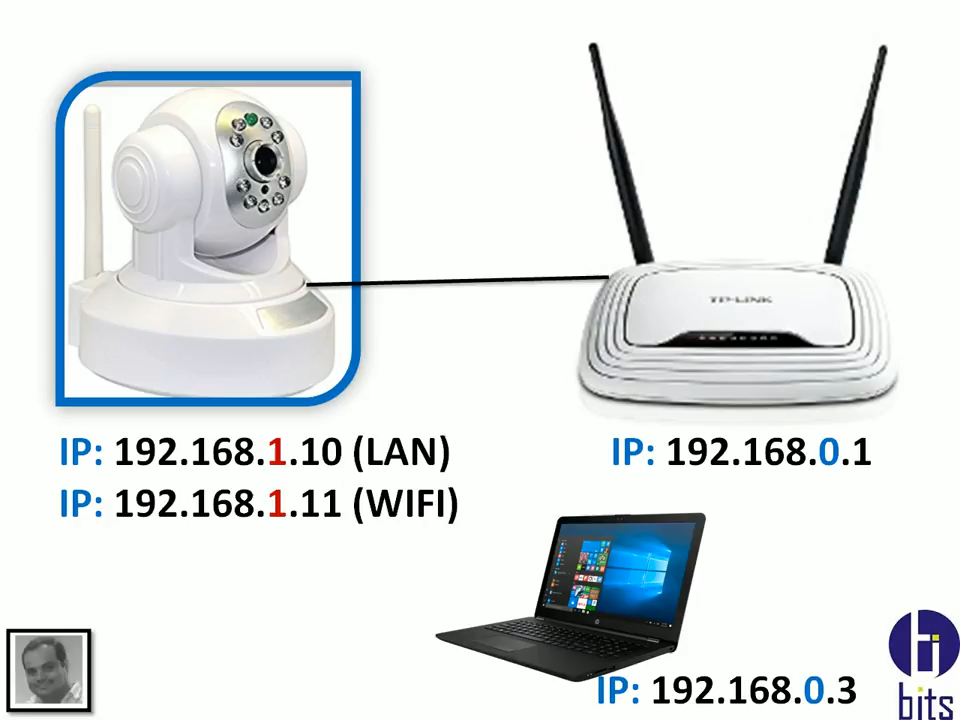 TP-LINK
IP: 192.168.1.10 (LAN)
IP: 192.168.0.1
IP: 192.168.1.11 (WIFI)
IP: 192.168.0.3
bits